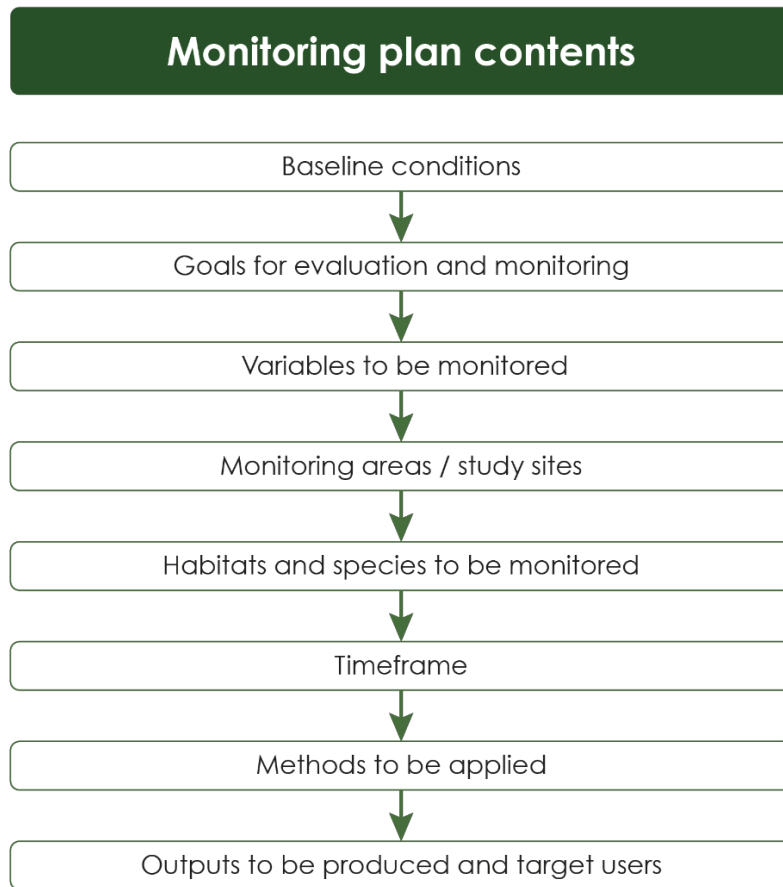 Monitoring plan contents
Baseline conditions
Goals for evaluation and monitoring
Variables to be monitored
Monitoring areas / study sites
Habitats and species to be monitored
Timeframe
Methods to be applied
Outputs to be produced and target users